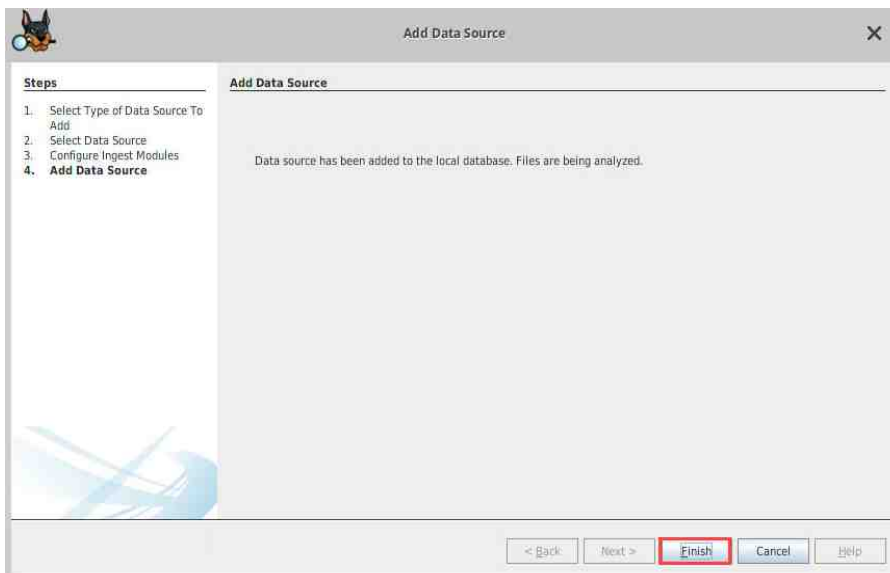 Add Data Source
Steps
1. Select Type of Data Source To
Add
2. Select Data Source
3. Configure Ingest Modules
4. Add Data Source
Add Data Source
Data source has been added to the local database. Files are being analyzed.
< Back Next > Finish Cancel Help